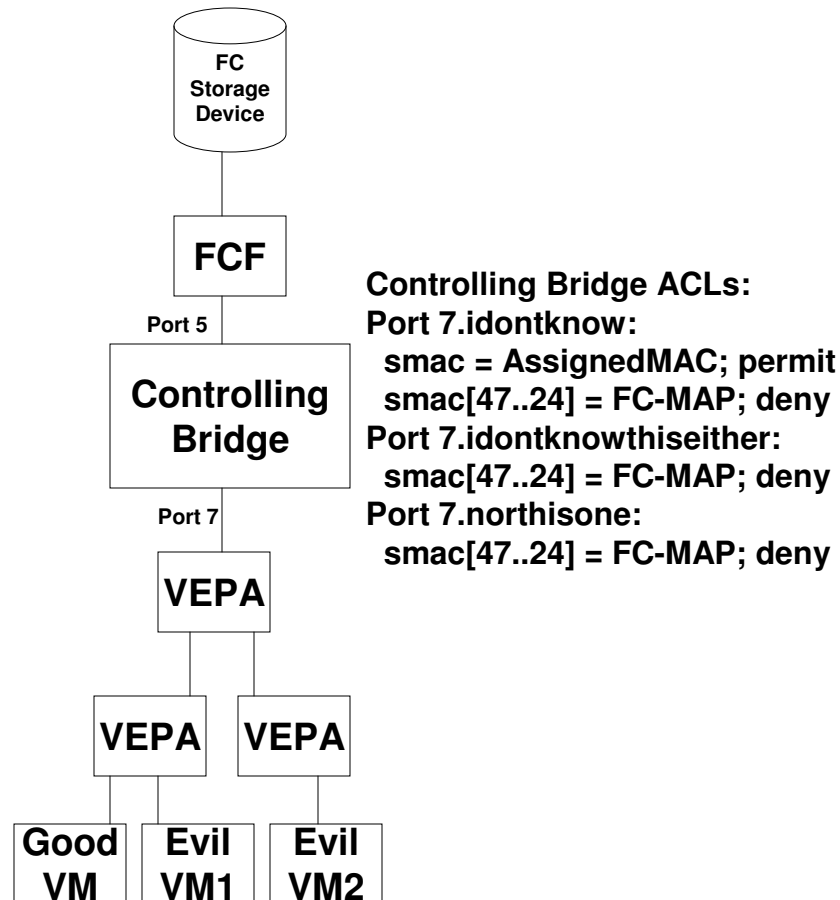 FC
Storage
Device
FCF
Port 5
Controlling
Bridge
Port 7
Controlling Bridge ACLs:
Port 7.idontknow:
smac = AssignedMAC; permit
smac[47..24] = FC-MAP; deny
Port 7.idontknowthiseither:
smac[47..24] = FC-MAP; deny
Port 7.northisone:
smac[47..24] = FC-MAP; deny
VEPA
VEPA
VEPA
Good
VM
Evil
VM1
Evil
VM2